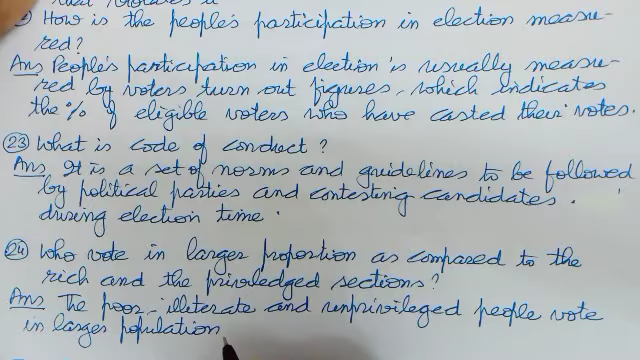 How is the people's participation in election measu-
red?
Ans People's participation in election is usually measu-
red by voters turn out figures, which indicates
the % of eligible voters who have casted their votes.
23 What is code of conduct?
Ans It is a set of norms and guidelines to be followed
by political parties and contesting candidates.
during election time.
24 Who vote in larger proportion as compared to the
rich and the priviledged sections?
Ans The poor, illiterate and unprivileged people vote
in larges population